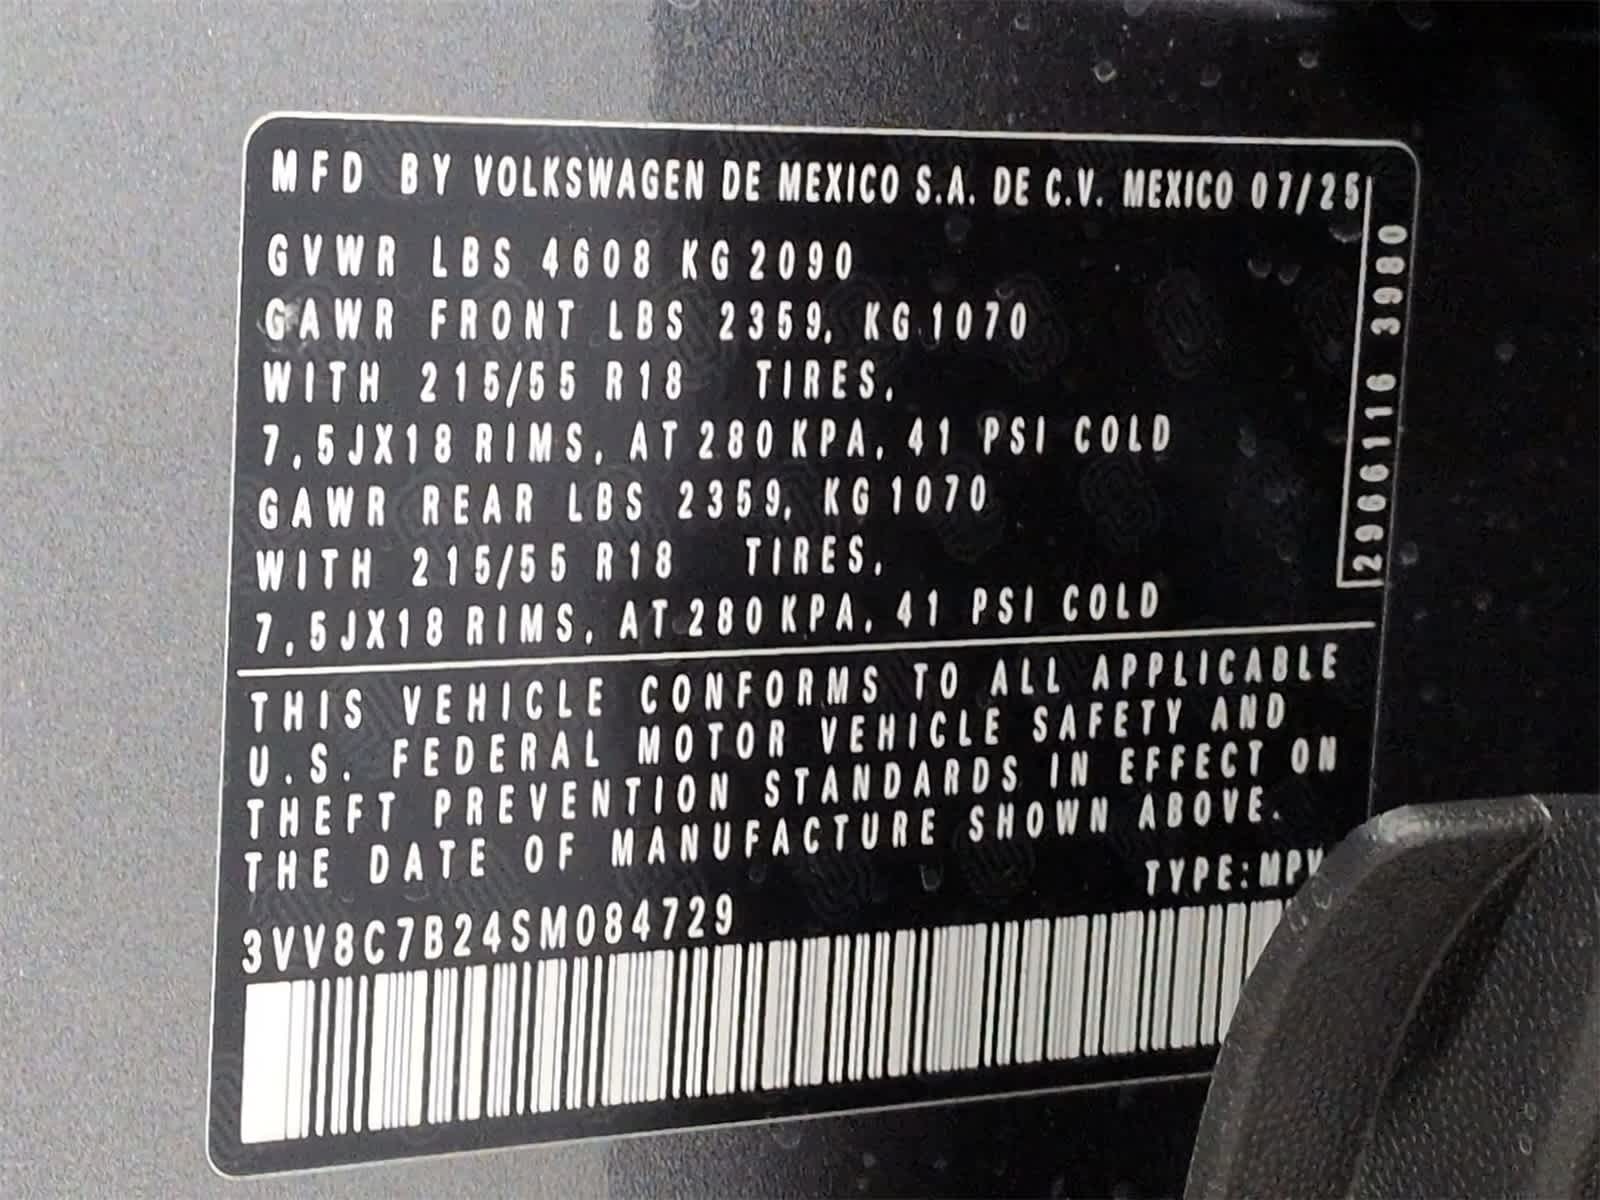 MFD BY VOLKSWAGEN DE MEXICO S.A. DE C.V. MEXICO 07/25
GVWR LBS 4608 KG 2090
GAWR FRONT LBS 2359, KG 1070
WITH 215/55 R18 TIRES,
7,5JX18 RIMS, AT 280 KPA, 41 PSI COLD
GAWR REAR LBS 2359, KG 1070
WITH 215/55 R18 TIRES,
7,5JX18 RIMS, AT 280 KPA, 41 PSI COLD
2966116 3980
THIS VEHICLE CONFORMS TO ALL APPLICABLE
U.S. FEDERAL MOTOR VEHICLE SAFETY AND
THEFT PREVENTION STANDARDS IN EFFECT ON
THE DATE OF MANUFACTURE SHOWN ABOVE.
TYPE:MPV
3VV8C7B24SM084729